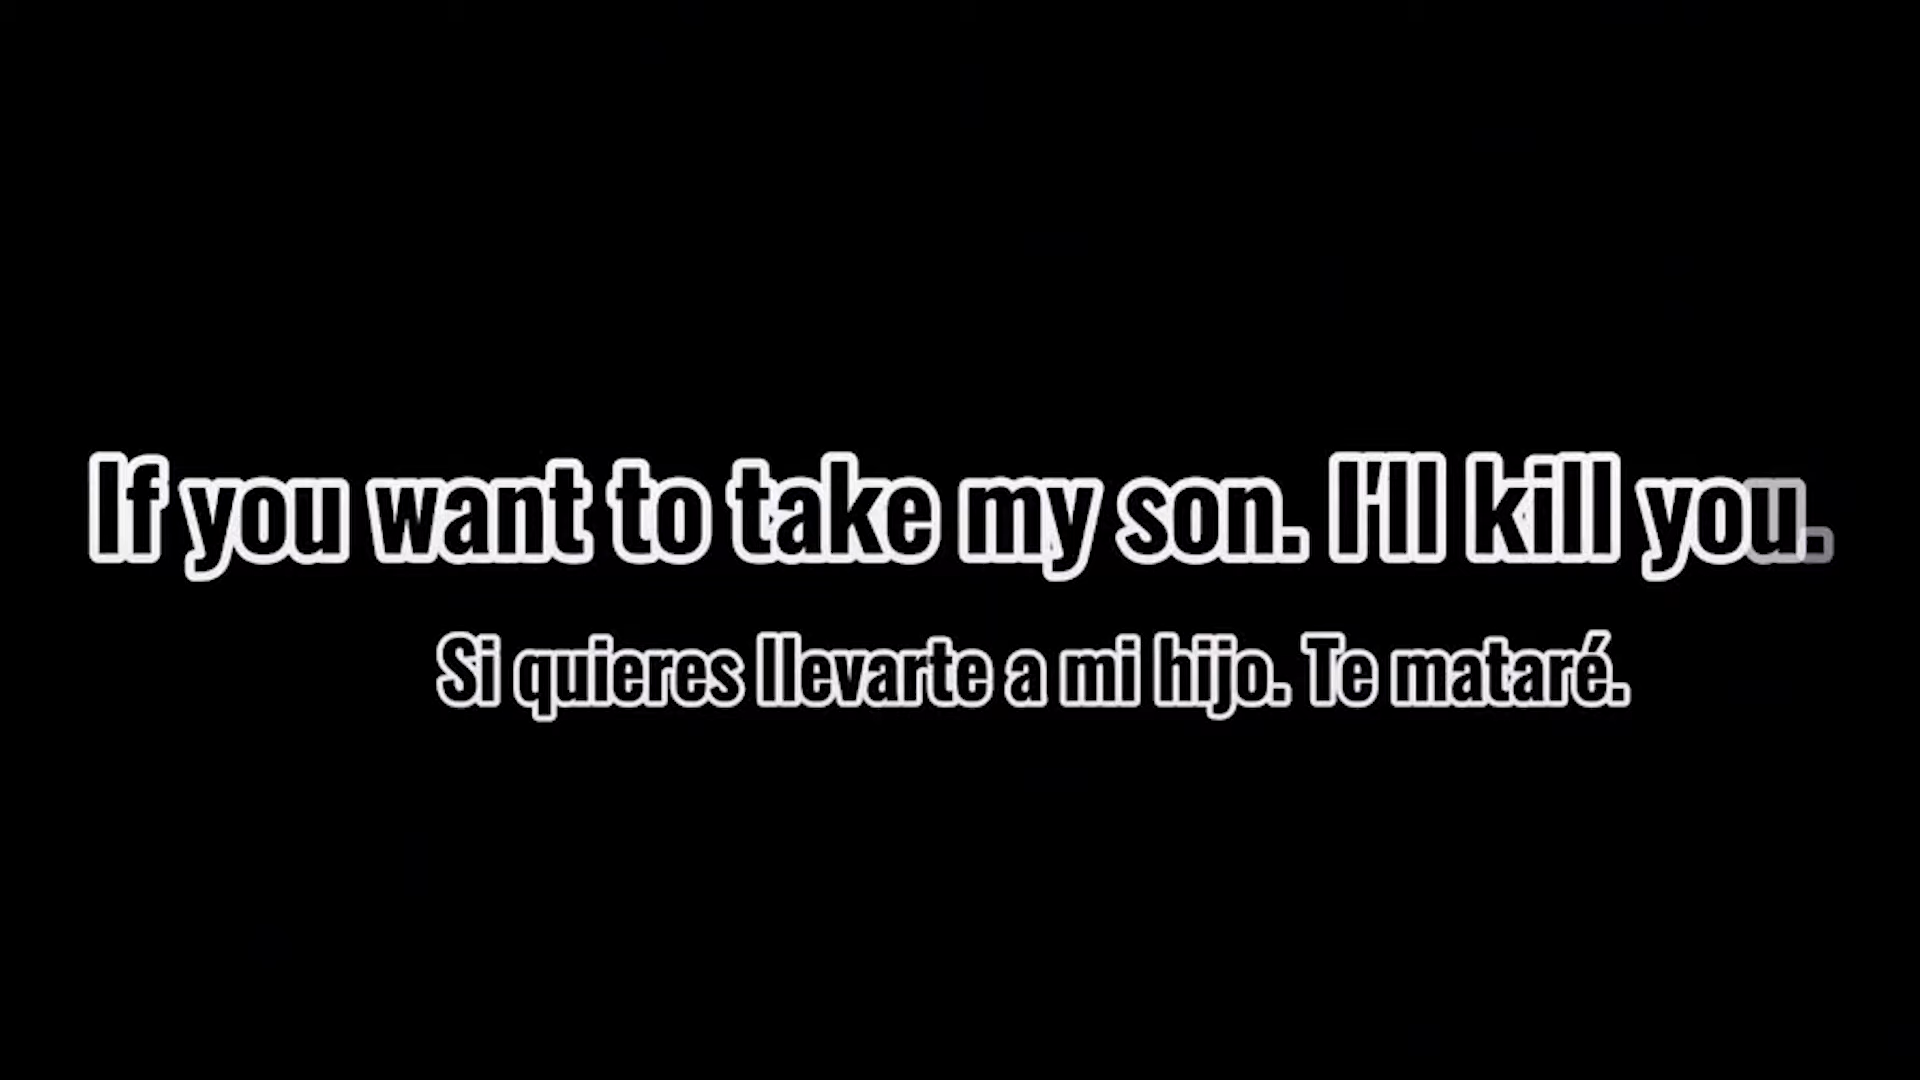 If you want to take my son. I'll kill you.
Si quieres llevarte a mi hijo. Te mataré.